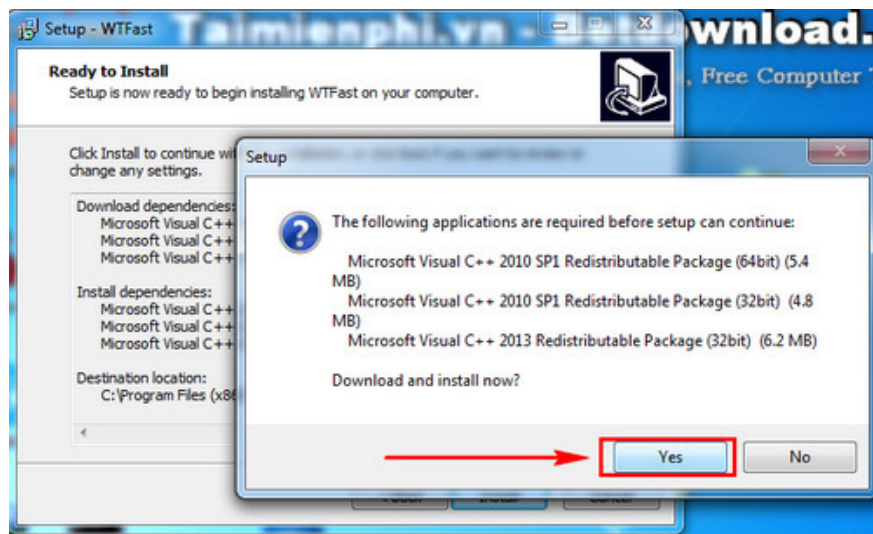 Setup - WTFast
Taimienphi.vn -
wnload.
Ready to Install
Setup is now ready to begin installing WTFast on your computer.
, Free Computer
Click Install to continue
change any settings.
Download dependencies:
Microsoft Visual C++
Microsoft Visual C++
Microsoft Visual C++
Install dependencies:
Microsoft Visual C++
Microsoft Visual C++
Microsoft Visual C++
Destination location:
C:\Program Files (x86
Setup
The following applications are required before setup can continue:
Microsoft Visual C++ 2010 SP1 Redistributable Package (64bit) (5.4
MB)
Microsoft Visual C++ 2010 SP1 Redistributable Package (32bit) (4.8
MB)
Microsoft Visual C++ 2013 Redistributable Package (32bit) (6.2 MB)
Download and install now?
Yes
No